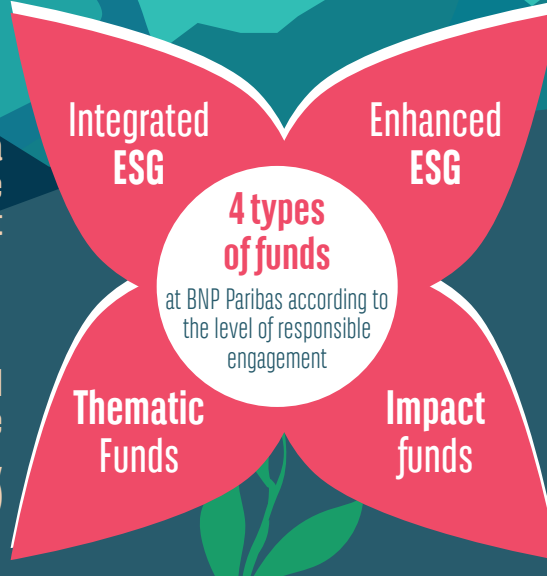 Integrated
ESG
Enhanced
ESG
4 types
of funds
at BNP Paribas according to
the level of responsible
engagement
Thematic
Funds
Impact
funds